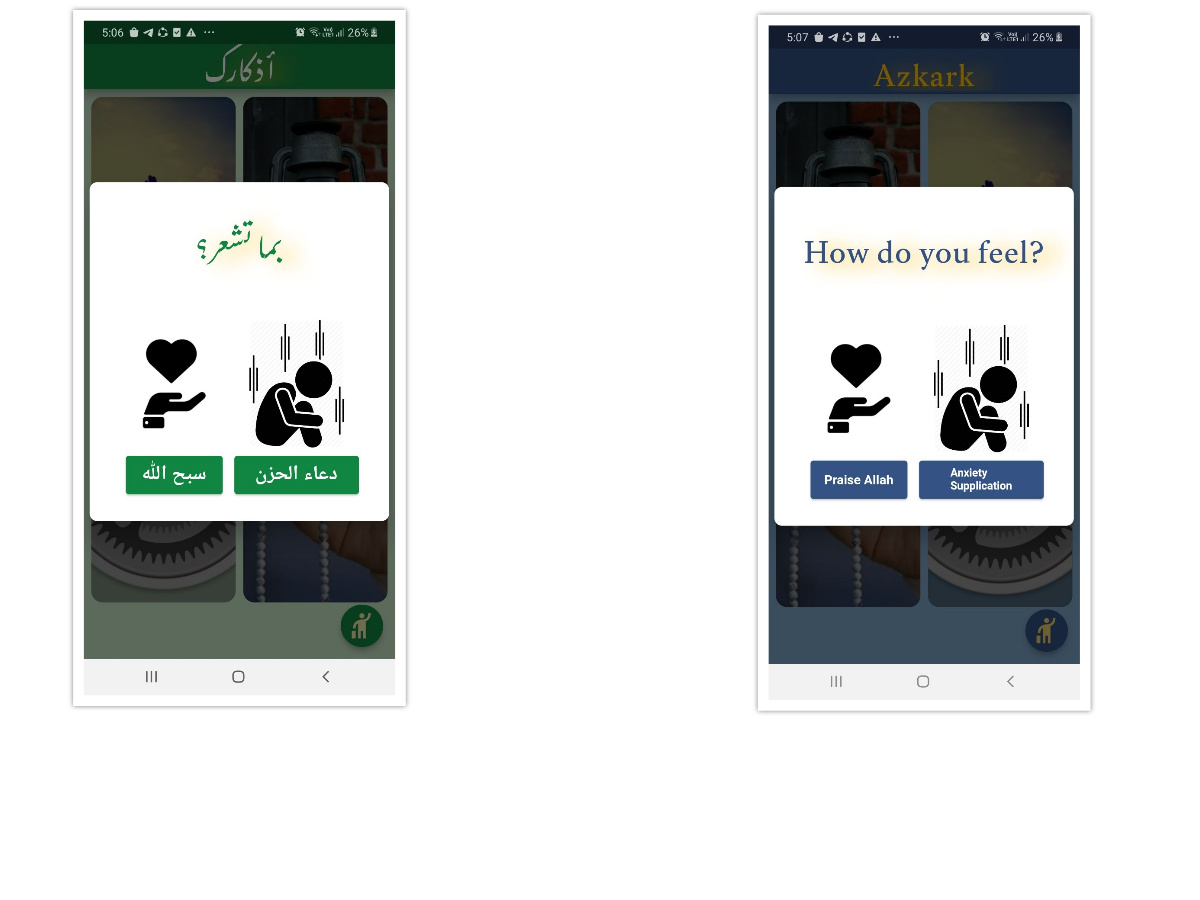 5:06
26%
أذكارك
بما تشعر؟
سبح الله
دعاء الحزن
5:07
26%
Azkark
How do you feel?
Praise Allah
Anxiety
Supplication